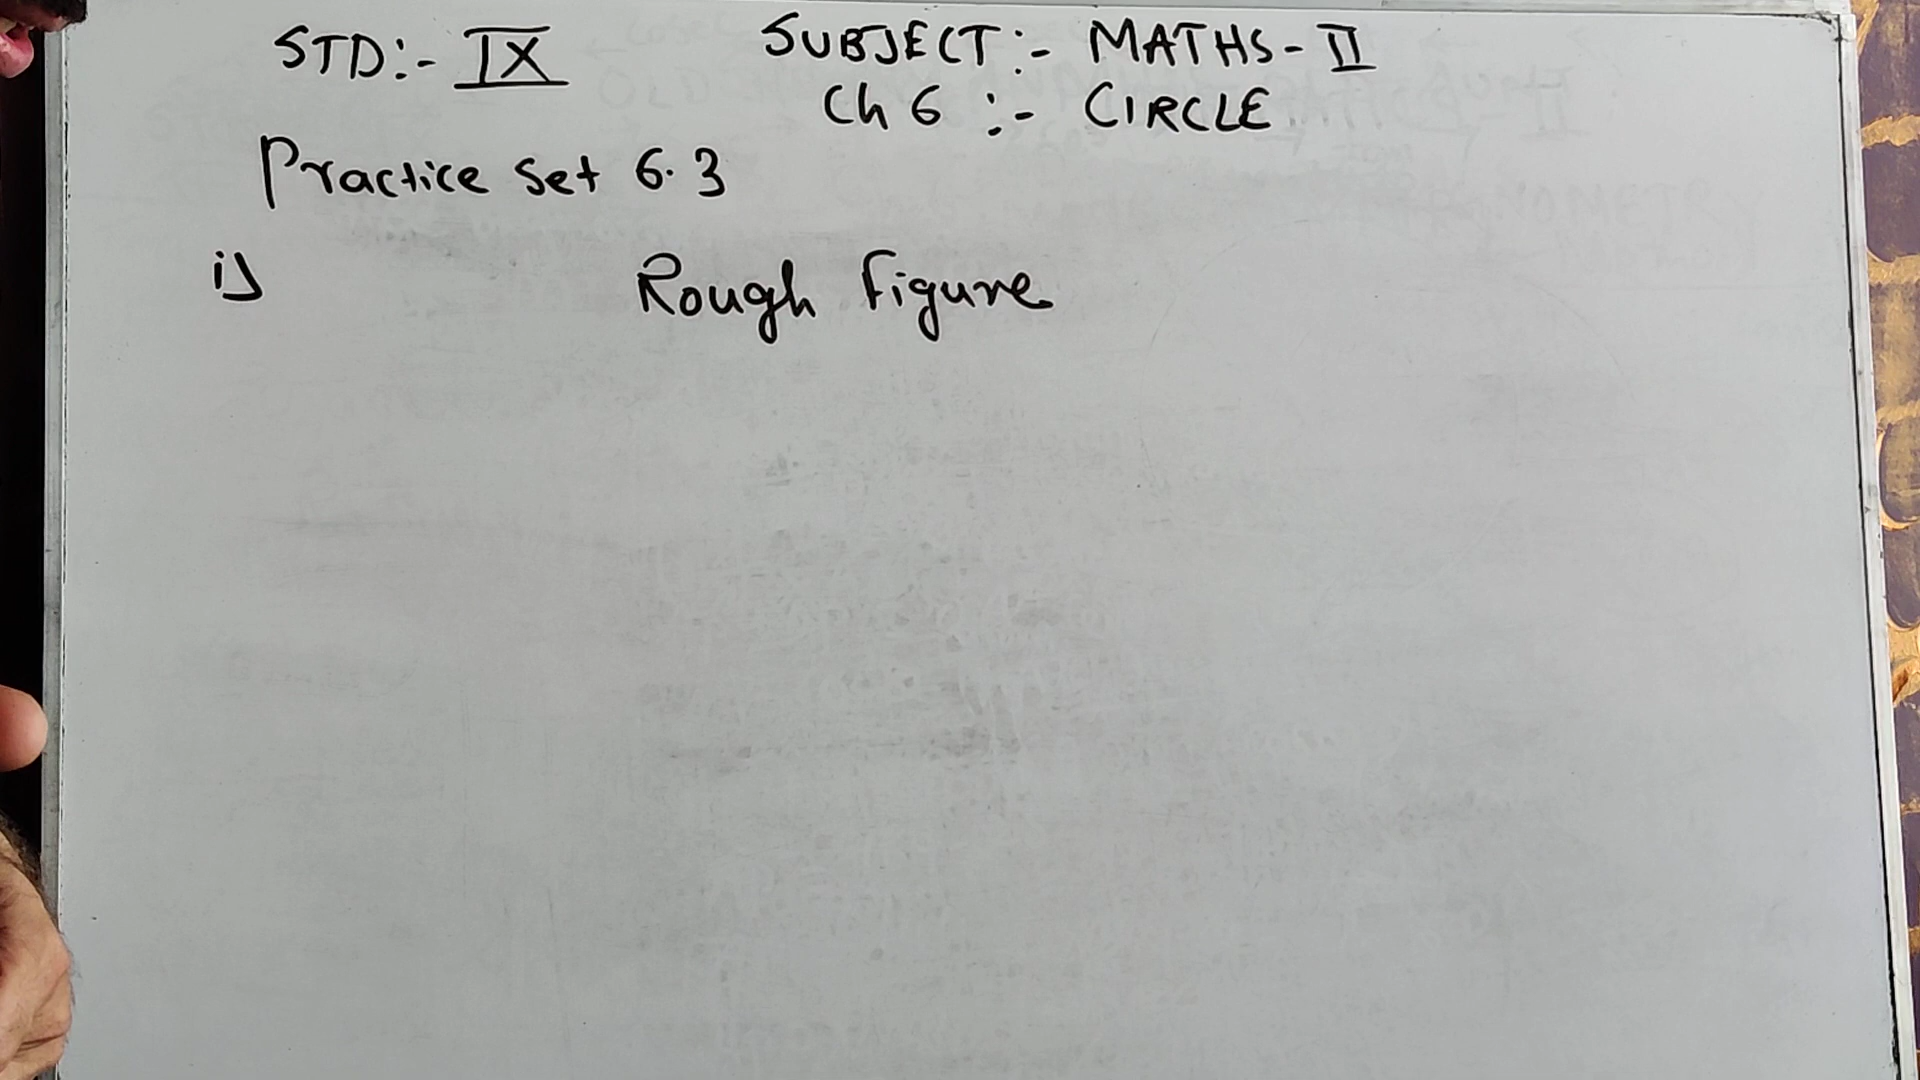 STD:- IX
SUBJECT:- MATHS-II
Ch 6 :- CIRCLE
Practice Set 6.3
i)
Rough Figure